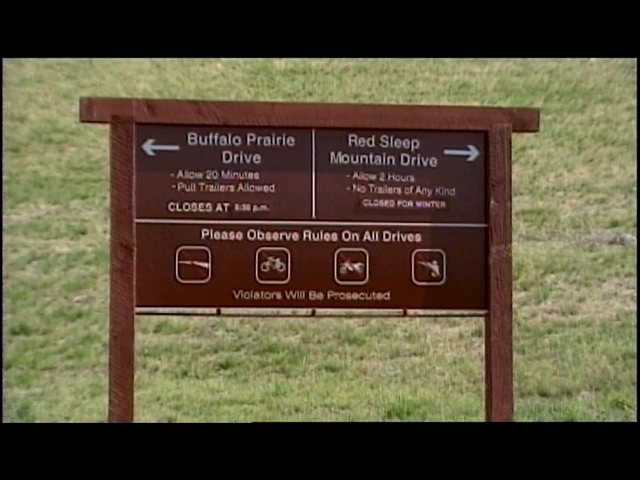 Buffalo Prairie
Drive
- Allow 20 Minutes
- Pull Trailers Allowed
CLOSES AT p.m.
Red Sleep
Mountain Drive
- Allow 2 Hours
- No Trailers of Any Kind
CLOSED FOR WINTER
Please Observe Rules On All Drives
Violators Will Be Prosecuted